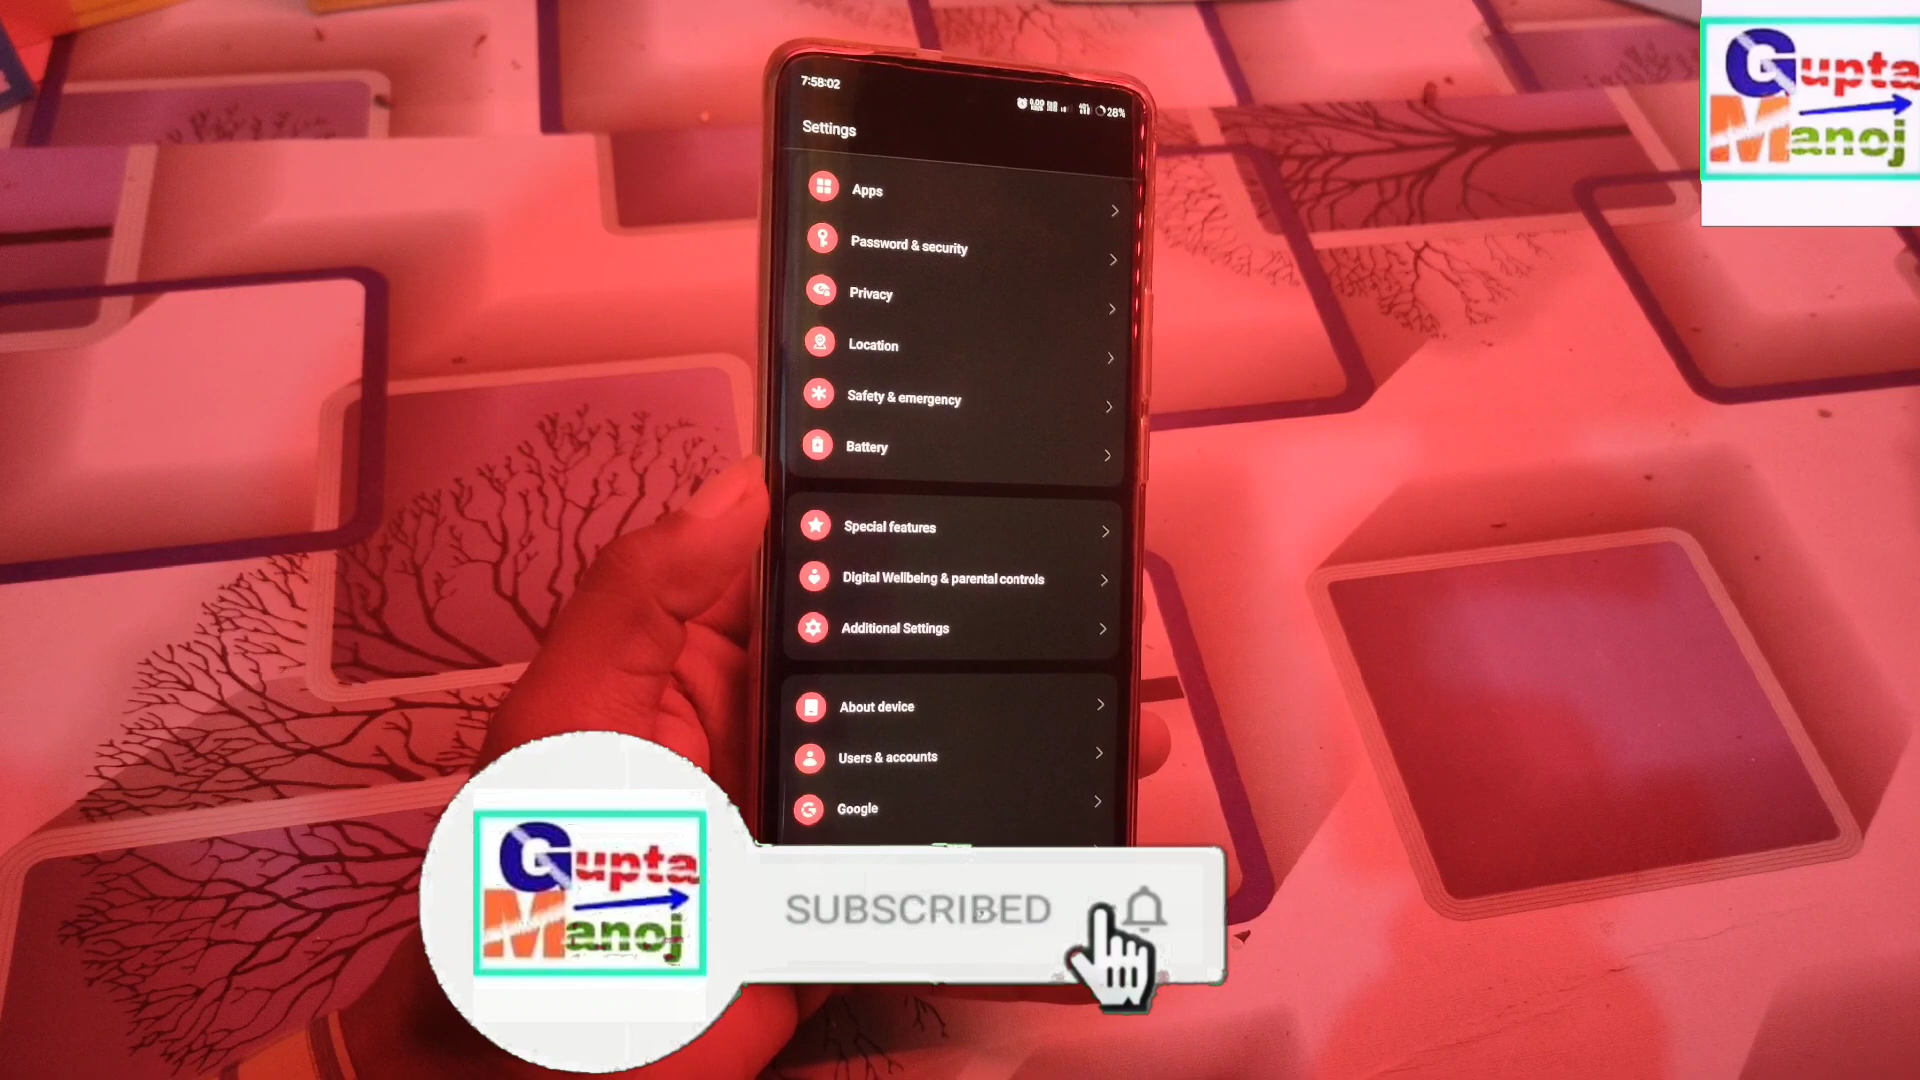 7:58:02
28%
Settings
Apps
Password & security
Privacy
Location
Safety & emergency
Battery
Special features
Digital Wellbeing & parental controls
Additional Settings
About device
Users & accounts
Google
Gupta
Manoj
SUBSCRIBED
Gupta
Manoj